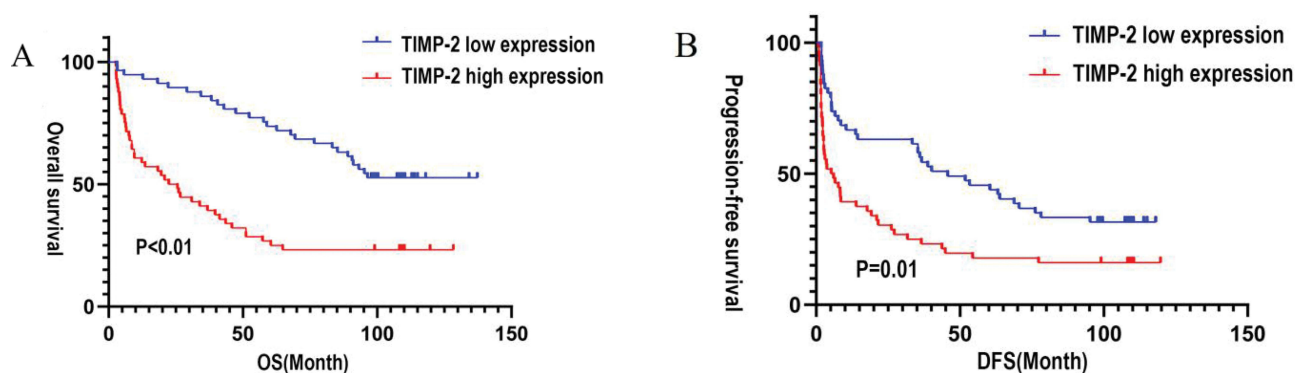 A
TIMP-2 low expression
TIMP-2 high expression
Overall survival
100
50
0
P<0.01
0
50
100
150
OS(Month)
B
TIMP-2 low expression
TIMP-2 high expression
Progression-free survival
100
50
0
P=0.01
0
50
100
150
DFS(Month)